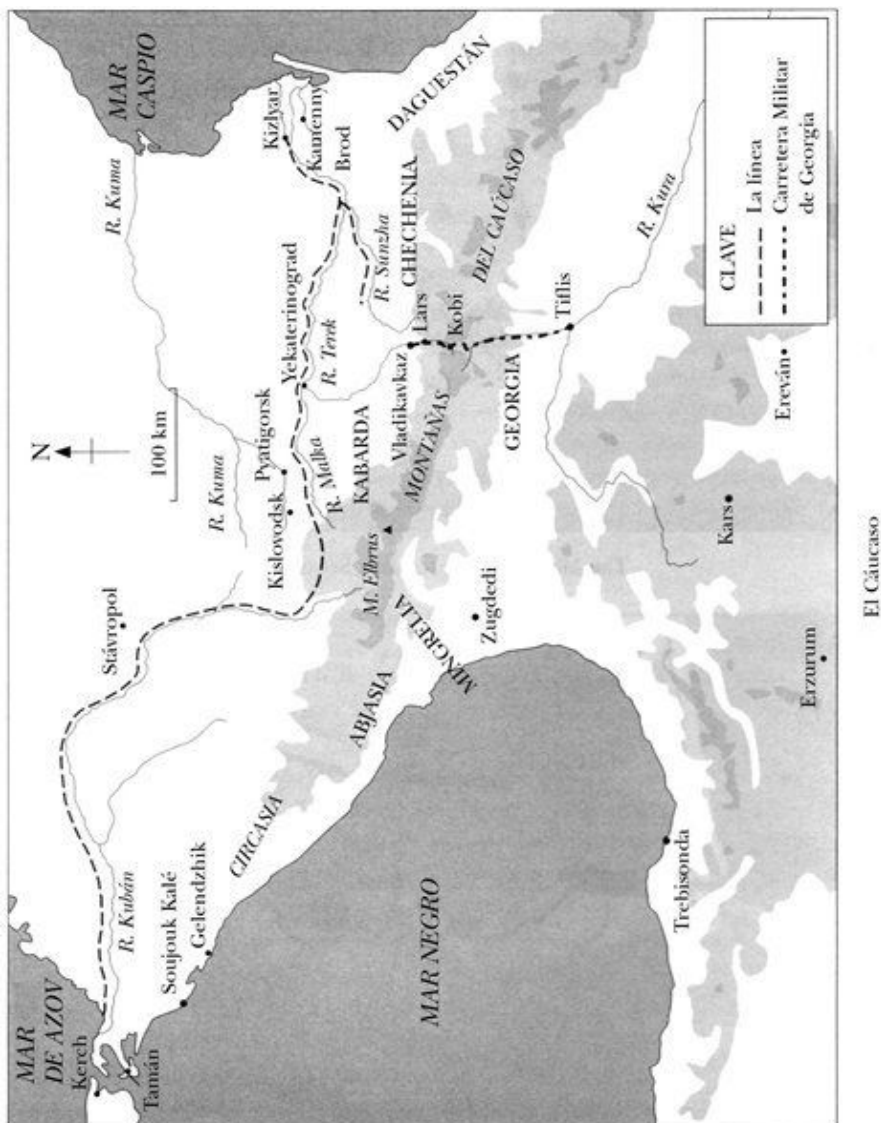 MAR
DE AZOV
Kerch
Tamán
R. Kubán
Soujouk Kalé
Gelendzhik
CIRCASIA
Stávropol
N
100 km
R. Kuma
R. Kuma
MAR
CASPIO
Kislovodsk
Pyatigorsk
R. Malka
Yekaterinograd
R. Terek
Kizlyar
Kamenny
Brod
R. Sunzha
CHECHENIA
DAGUESTÁN
KABARDA
Vladikavkaz
Lars
Kobi
M. Elbrus
MONTAÑAS
DEL CAÚCASO
ABJASIA
MINGRELIA
Zugdedi
GEORGIA
Tiflis
R. Kura
MAR NEGRO
Trebisonda
Erzurum
Kars
Ereván
CLAVE
La línea
Carretera Militar
de Georgia
El Cáucaso